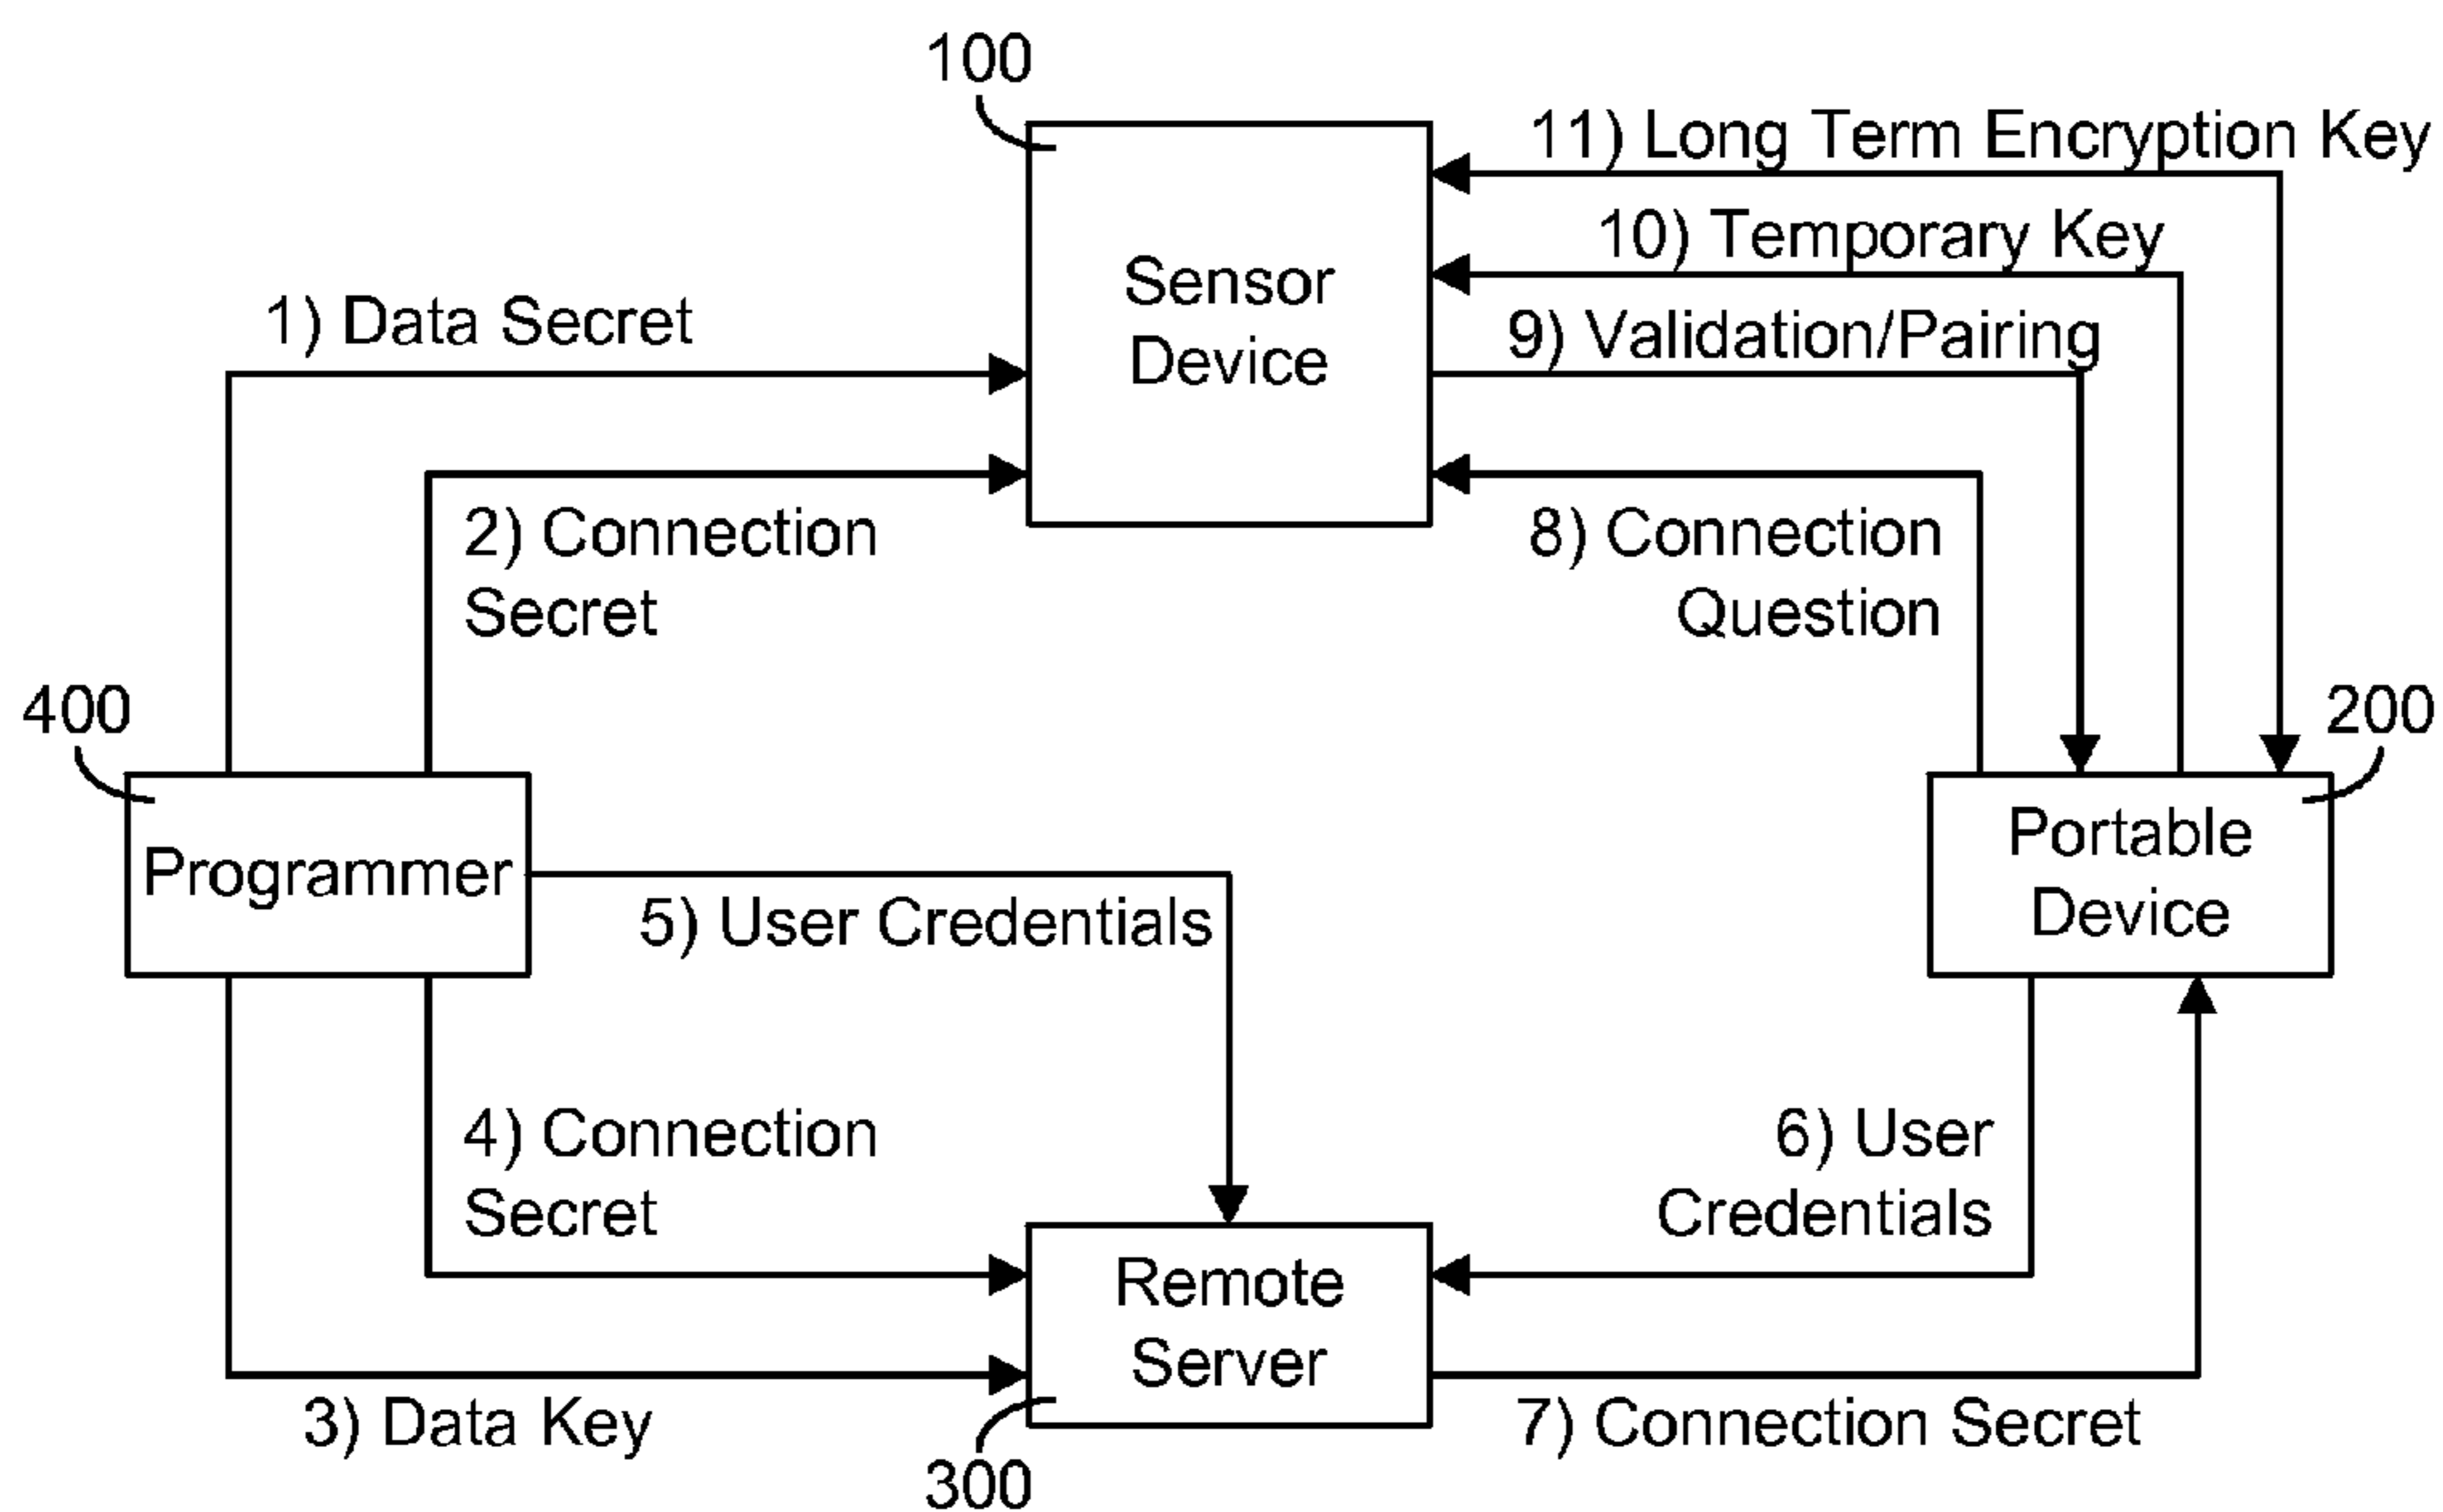 100
11) Long Term Encryption Key
10) Temporary Key
Sensor
Device
1) Data Secret
9) Validation/Pairing
2) Connection
Secret
8) Connection
Question
400
200
Programmer
Portable
Device
5) User Credentials
4) Connection
Secret
6) User
Credentials
Remote
Server
3) Data Key
7) Connection Secret
300